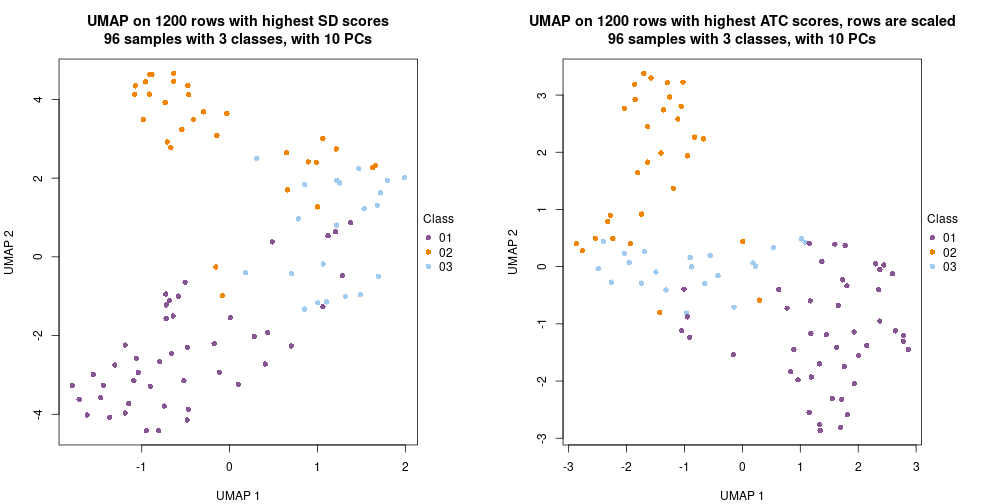 UMAP on 1200 rows with highest SD scores
96 samples with 3 classes, with 10 PCs
UMAP 2
4
2
0
-2
-4
-1
0
1
2
UMAP 1
Class
01
02
03
UMAP on 1200 rows with highest ATC scores, rows are scaled
96 samples with 3 classes, with 10 PCs
UMAP 2
3
2
1
0
-1
-2
-3
-3
-2
-1
0
1
2
3
UMAP 1
Class
01
02
03